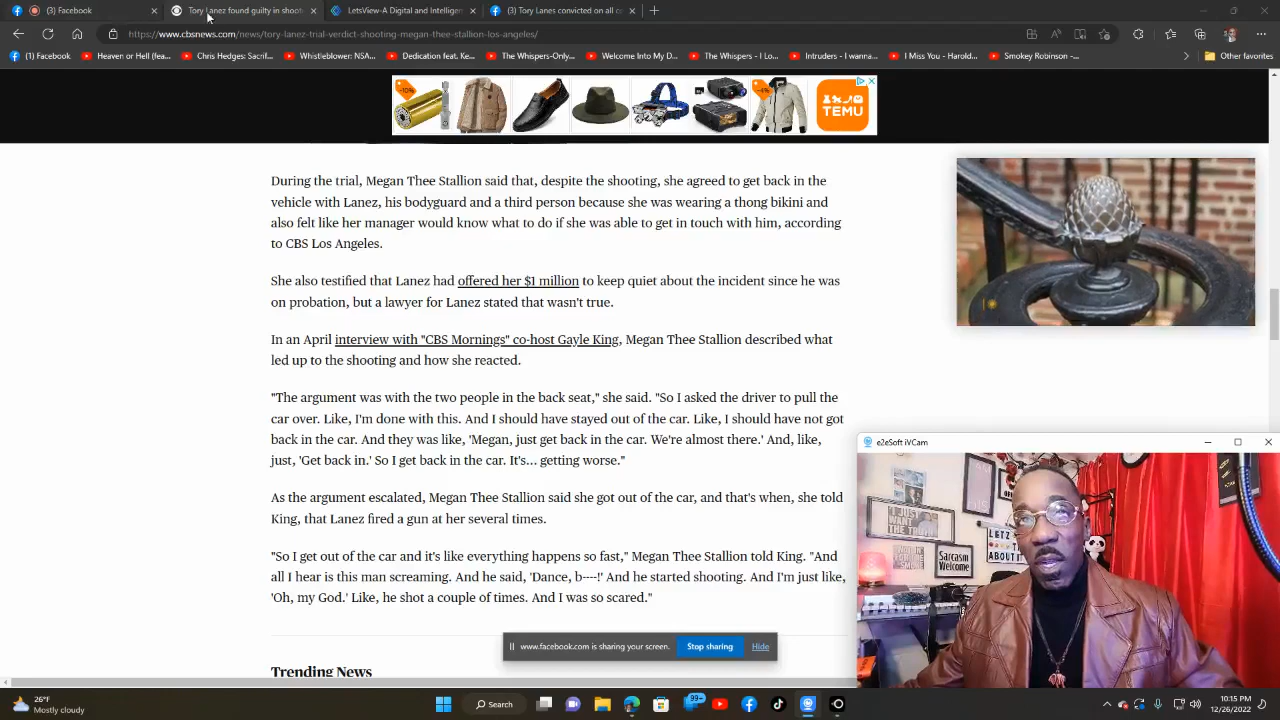 (3) Facebook
Tory Lanez found guilty in shooti
LetsView-A Digital and Intelligen
(3) Tory Lanes convicted on all co
https://www.cbsnews.com/news/tory-lanez-trial-verdict-shooting-megan-thee-stallion-los-angeles/
(1) Facebook
Heaven or Hell (fea...
Chris Hedges: Sacrif...
Whistleblower: NSA...
Dedication feat. Ke...
The Whispers-Only...
Welcome Into My D...
The Whispers - I Lo...
Intruders - I wanna...
I Miss You - Harold...
Smokey Robinson -...
Other favorites
-10%
-4%
TEMU
During the trial, Megan Thee Stallion said that, despite the shooting, she agreed to get back in the
vehicle with Lanez, his bodyguard and a third person because she was wearing a thong bikini and
also felt like her manager would know what to do if she was able to get in touch with him, according
to CBS Los Angeles.
She also testified that Lanez had offered her $1 million to keep quiet about the incident since he was
on probation, but a lawyer for Lanez stated that wasn't true.
In an April interview with "CBS Mornings" co-host Gayle King, Megan Thee Stallion described what
led up to the shooting and how she reacted.
"The argument was with the two people in the back seat," she said. "So I asked the driver to pull the
car over. Like, I'm done with this. And I should have stayed out of the car. Like, I should have not got
back in the car. And they was like, 'Megan, just get back in the car. We're almost there.' And, like,
just, 'Get back in.' So I get back in the car. It's... getting worse."
As the argument escalated, Megan Thee Stallion said she got out of the car, and that's when, she told
King, that Lanez fired a gun at her several times.
"So I get out of the car and it's like everything happens so fast," Megan Thee Stallion told King. "And
all I hear is this man screaming. And he said, 'Dance, b----!' And he started shooting. And I'm just like,
'Oh, my God.' Like, he shot a couple of times. And I was so scared."
Trending News
www.facebook.com is sharing your screen.
Stop sharing
Hide
e2eSoft iVCam
JUST
WANT THE
Sarcasm
Welcome
LETS
26°F
Mostly cloudy
Search
99+
10:15 PM
12/26/2022